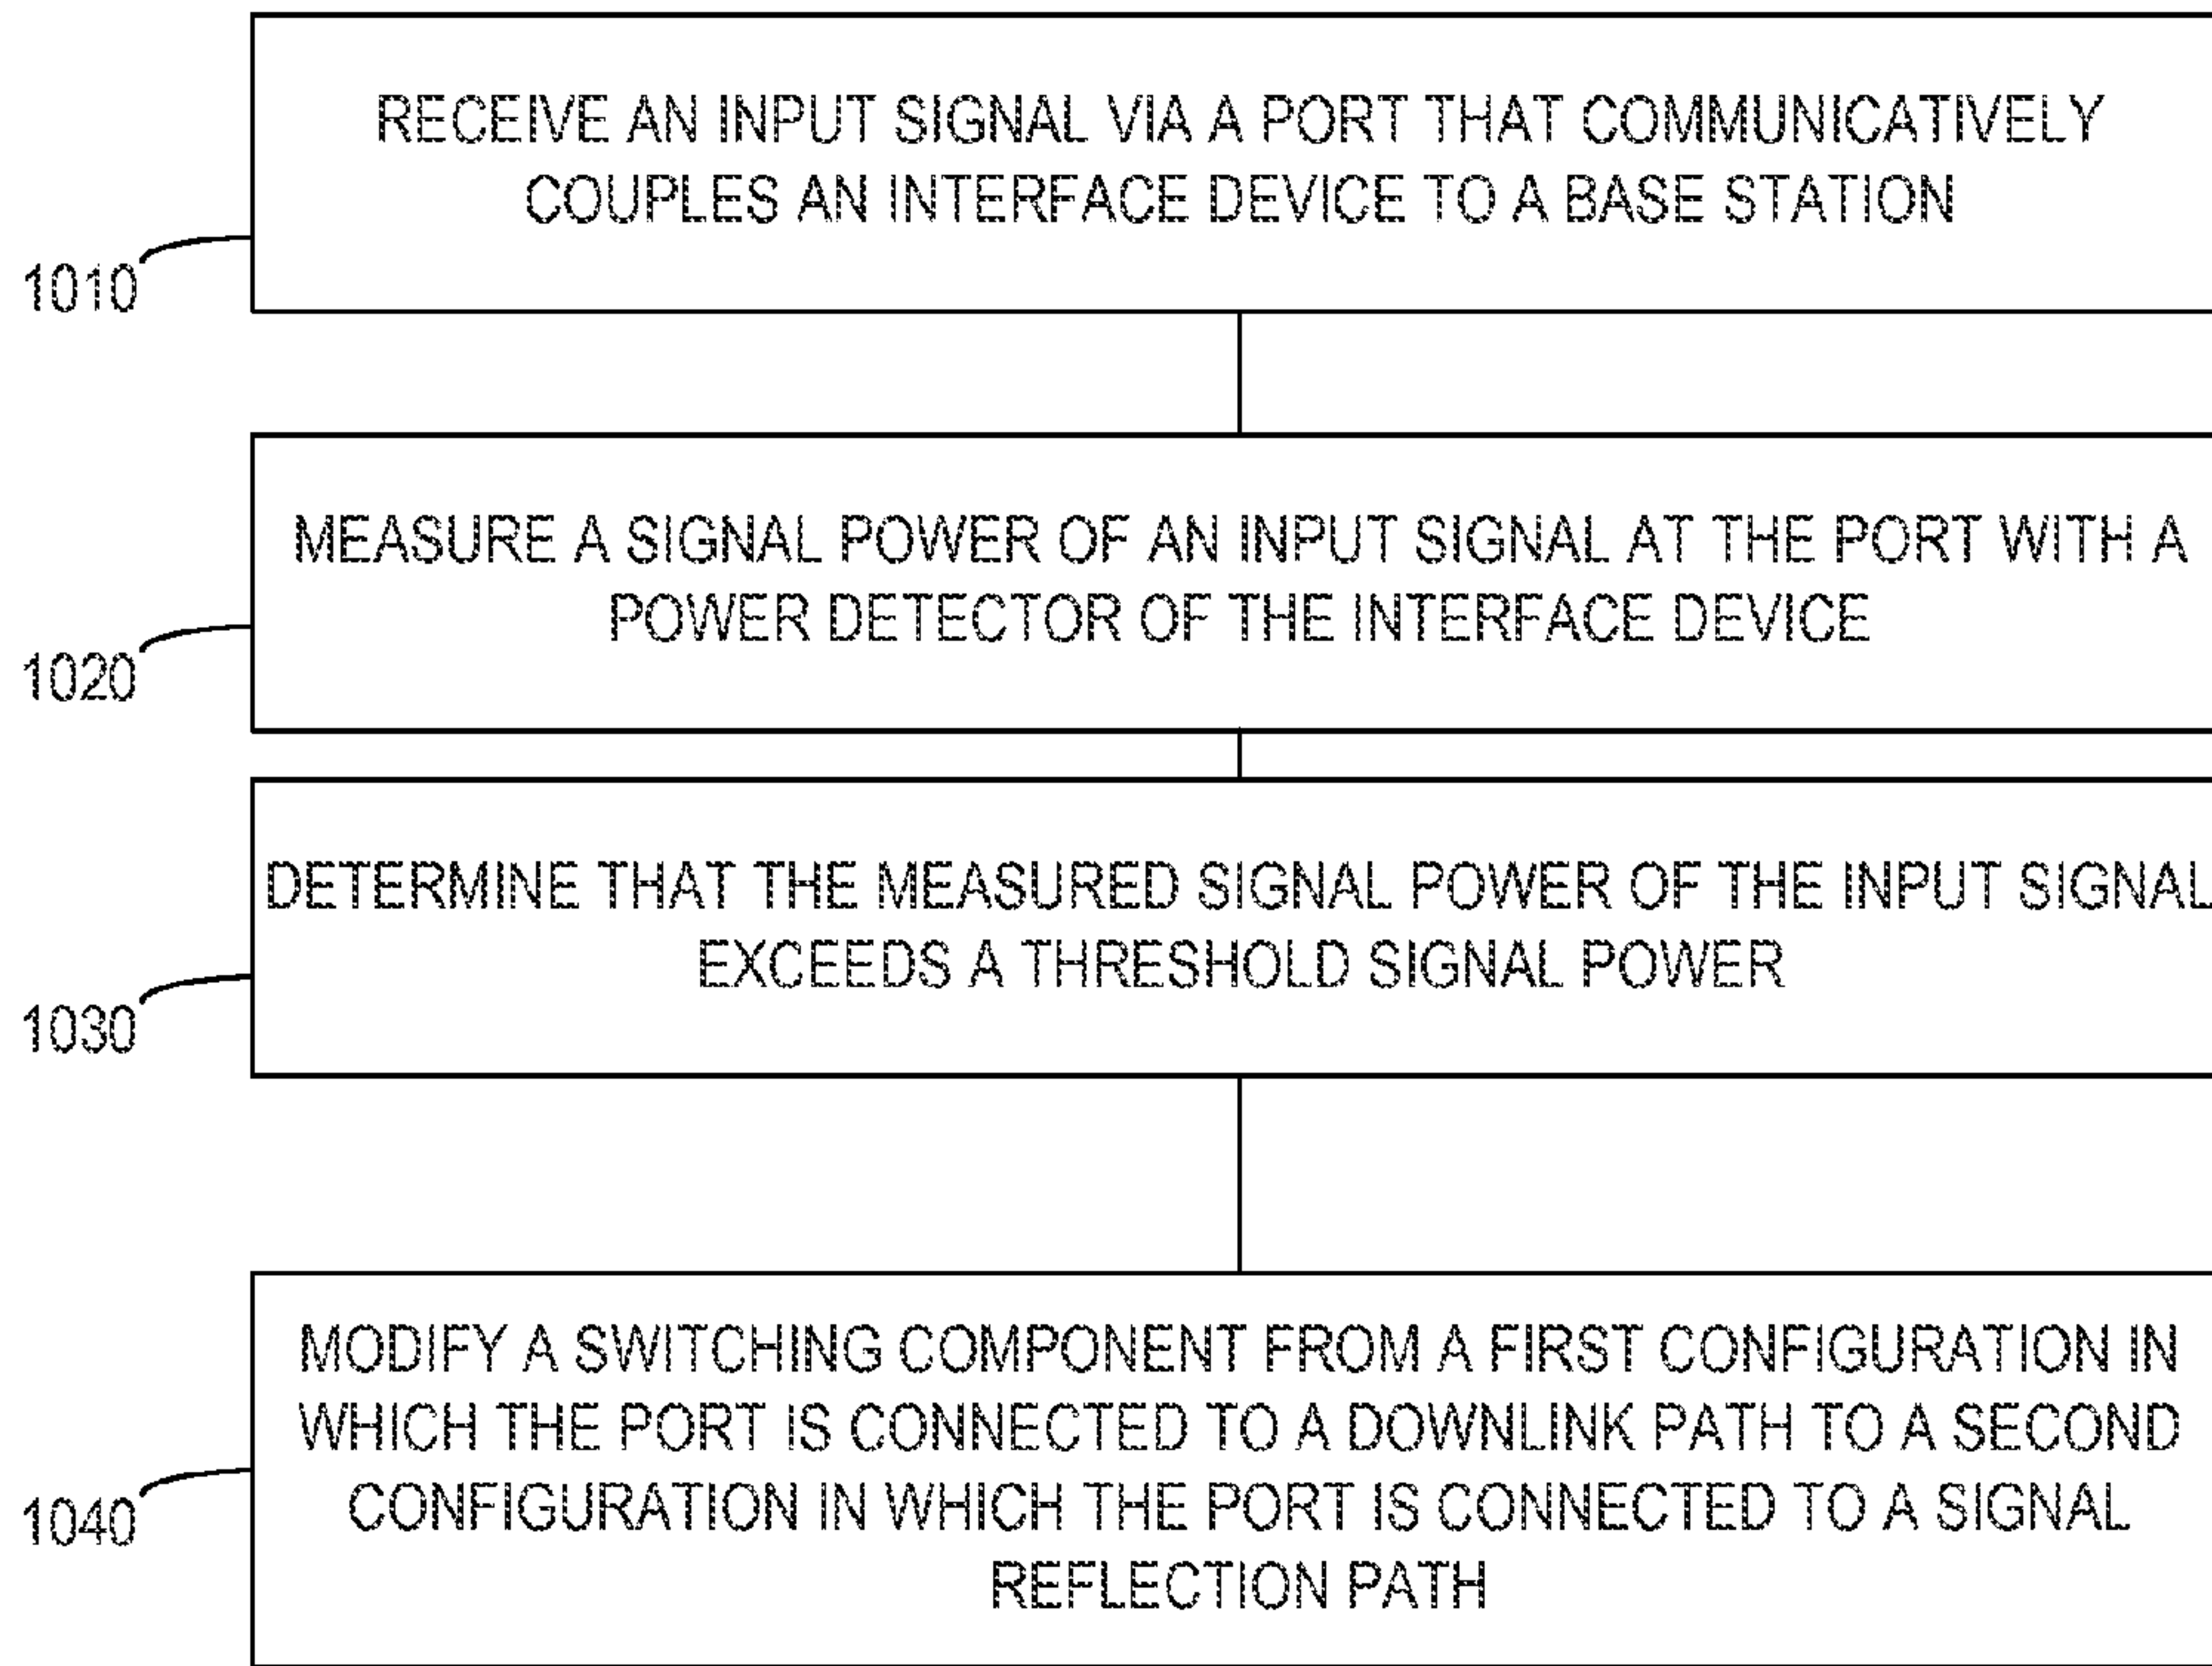 RECEIVE AN INPUT SIGNAL VIA A PORT THAT COMMUNICATIVELY
COUPLES AN INTERFACE DEVICE TO A BASE STATION
1010
MEASURE A SIGNAL POWER OF AN INPUT SIGNAL AT THE PORT WITH A
POWER DETECTOR OF THE INTERFACE DEVICE
1020
DETERMINE THAT THE MEASURED SIGNAL POWER OF THE INPUT SIGNAL
EXCEEDS A THRESHOLD SIGNAL POWER
1030
MODIFY A SWITCHING COMPONENT FROM A FIRST CONFIGURATION IN
WHICH THE PORT IS CONNECTED TO A DOWNLINK PATH TO A SECOND
CONFIGURATION IN WHICH THE PORT IS CONNECTED TO A SIGNAL
REFLECTION PATH
1040